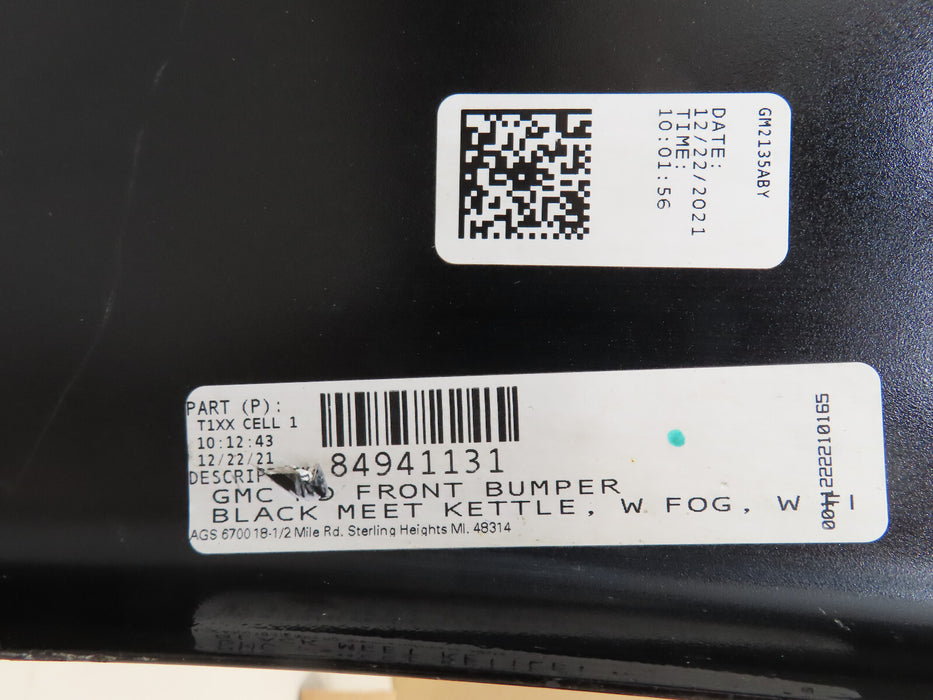 GM2135ABY
DATE:
12/22/2021
TIME:
10:01:56
PART (P):
T1XX CELL 1
10:12:43
12/22/21
84941131
GMC FRONT BUMPER
BLACK MEET KETTLE, W FOG, W
AGS 6700 18-1/2 Mile Rd. Sterling Heights MI. 48314